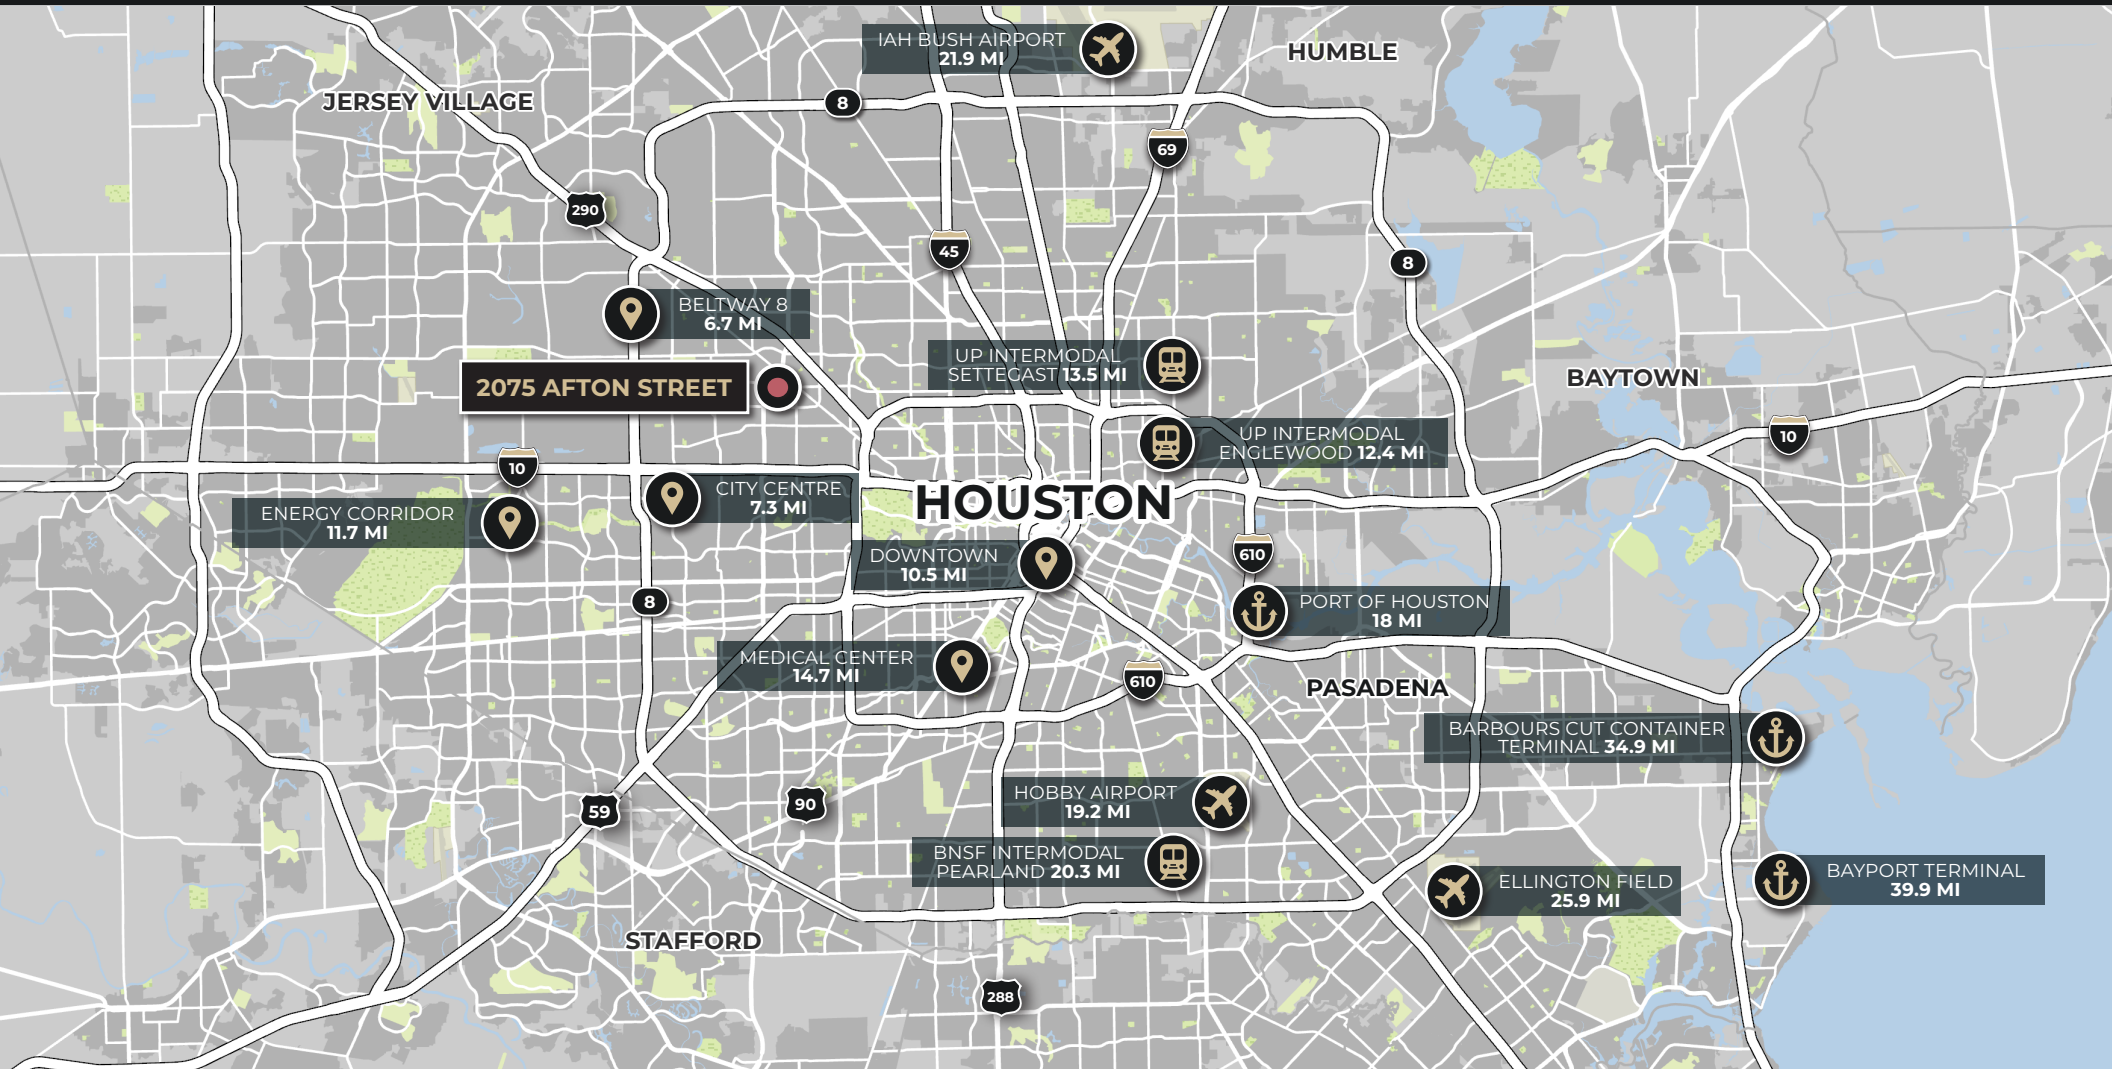 IAH BUSH AIRPORT
21.9 MI
HUMBLE
JERSEY VILLAGE
8
69
290
45
8
BELTWAY 8
6.7 MI
UP INTERMODAL
SETTEGAST 13.5 MI
2075 AFTON STREET
BAYTOWN
UP INTERMODAL
ENGLEWOOD 12.4 MI
10
10
CITY CENTRE
7.3 MI
HOUSTON
ENERGY CORRIDOR
11.7 MI
DOWNTOWN
10.5 MI
610
8
PORT OF HOUSTON
18 MI
MEDICAL CENTER
14.7 MI
610
PASADENA
BARBOURS CUT CONTAINER
TERMINAL 34.9 MI
HOBBY AIRPORT
19.2 MI
90
59
BNSF INTERMODAL
PEARLAND 20.3 MI
ELLINGTON FIELD
25.9 MI
BAYPORT TERMINAL
39.9 MI
STAFFORD
288